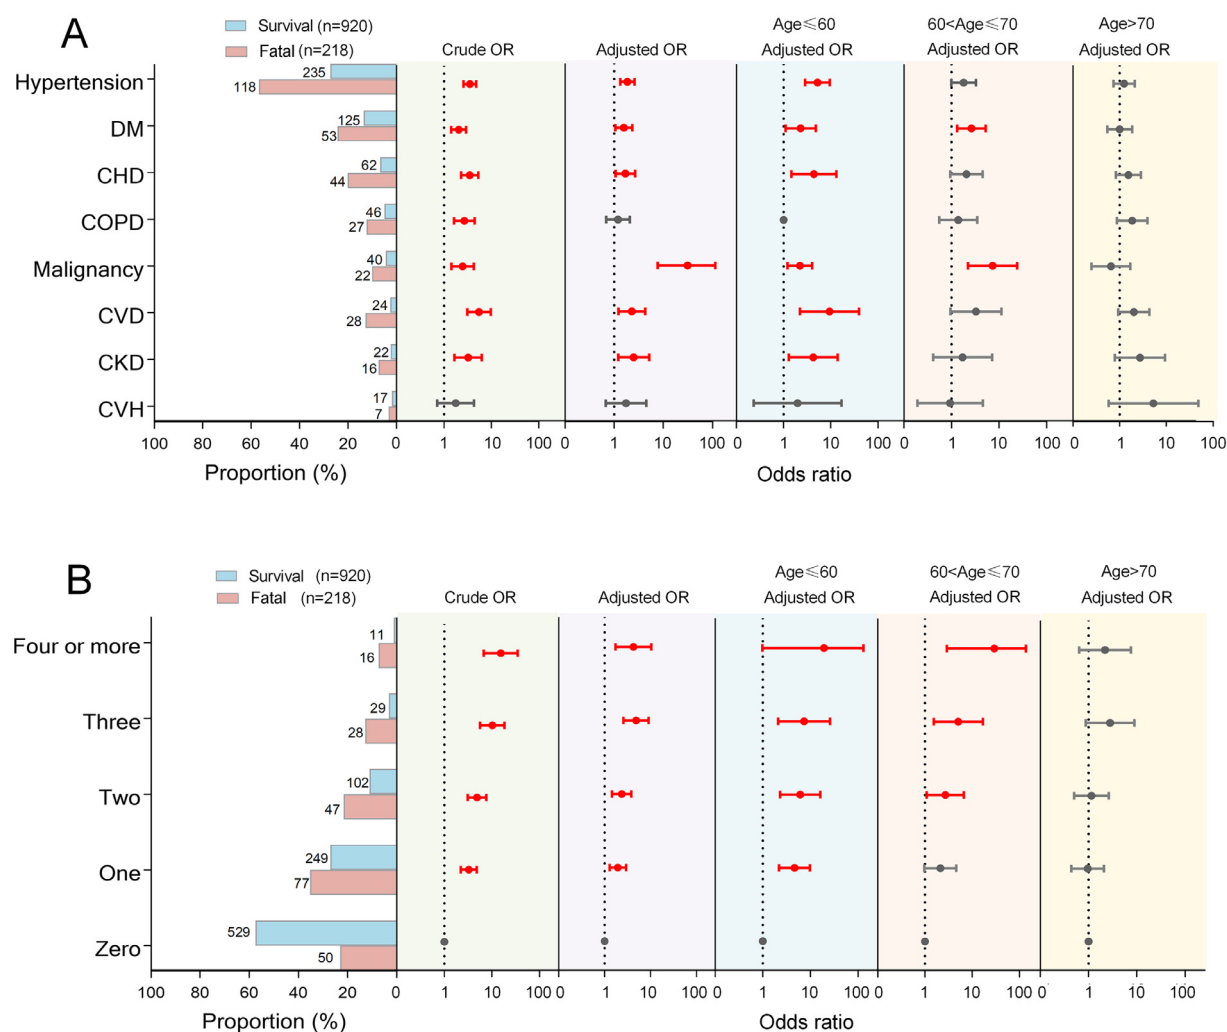 A
Survival (n=920)
Fatal (n=218)
Crude OR
Adjusted OR
Age⩽60
Adjusted OR
60<Age⩽70
Adjusted OR
Age>70
Adjusted OR
Hypertension 235 118
DM 125 53
CHD 62 44
COPD 46 27
Malignancy 40 22
CVD 24 28
CKD 22 16
CVH 17 7
100 80 60 40 20 0 1 10 100 0 1 10 100 0 1 10 100 0 1 10 100 0 1 10 100
Proportion (%)
Odds ratio
B
Survival (n=920)
Fatal (n=218)
Crude OR
Adjusted OR
Age⩽60
Adjusted OR
60<Age⩽70
Adjusted OR
Age>70
Adjusted OR
Four or more 11 16
Three 29 28
Two 102 47
One 249 77
Zero 529 50
100 80 60 40 20 0 1 10 100 0 1 10 100 0 1 10 100 0 1 10 100 0 1 10 100
Proportion (%)
Odds ratio